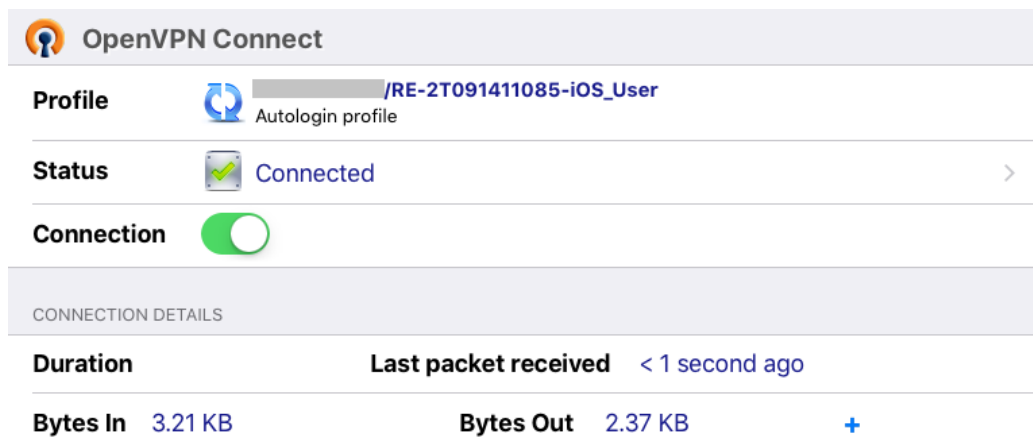 OpenVPN Connect
Profile /RE-2T091411085-iOS_User
Autologin profile
Status Connected
Connection
CONNECTION DETAILS
Duration Last packet received < 1 second ago
Bytes In 3.21 KB Bytes Out 2.37 KB +